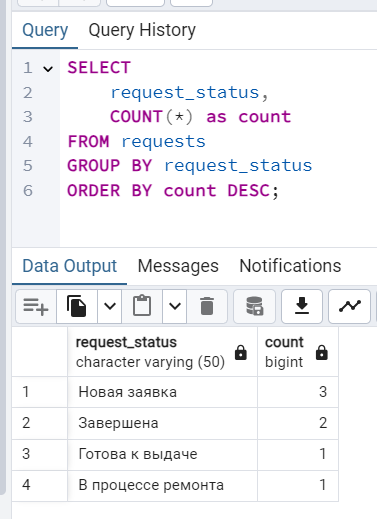 Query Query History
1 SELECT
2 request_status,
3 COUNT(*) as count
4 FROM requests
5 GROUP BY request_status
6 ORDER BY count DESC;
Data Output Messages Notifications
request_status count
character varying (50) bigint
1 Новая заявка 3
2 Завершена 2
3 Готова к выдаче 1
4 В процессе ремонта 1